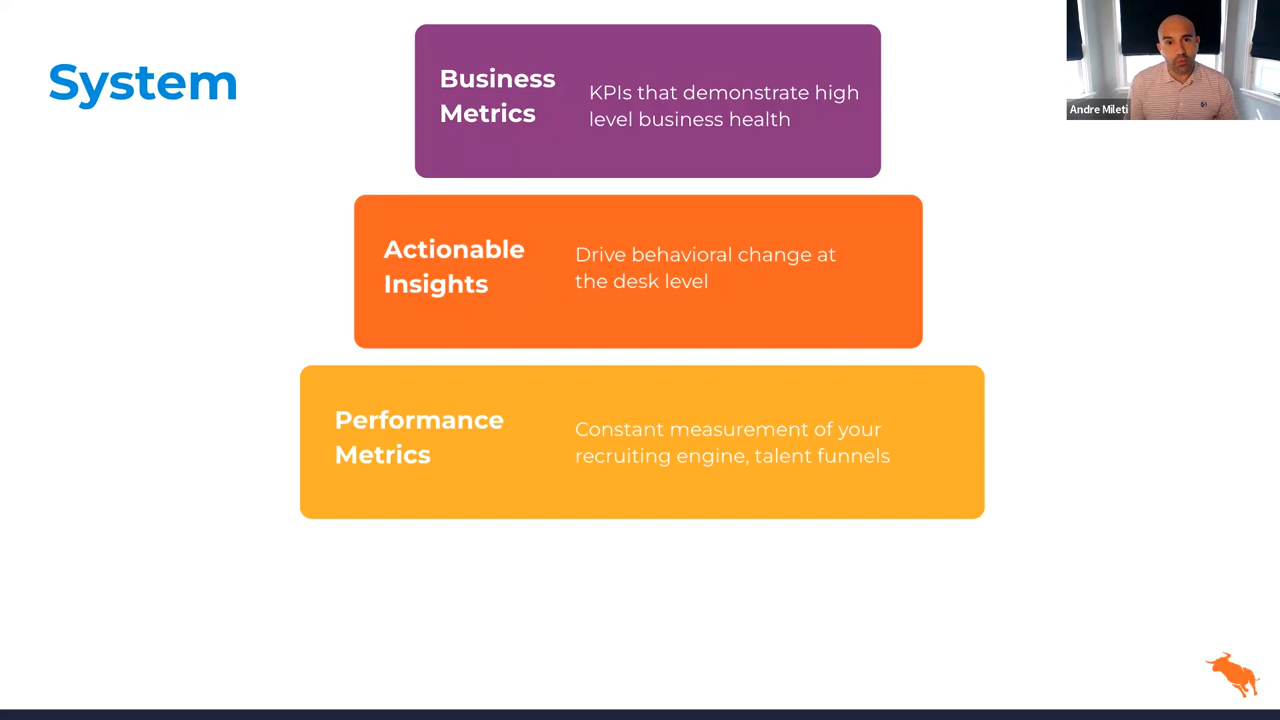 System
Business
Metrics
KPIs that demonstrate high
level business health
Andre Mileti
Actionable
Insights
Drive behavioral change at
the desk level
Performance
Metrics
Constant measurement of your
recruiting engine, talent funnels